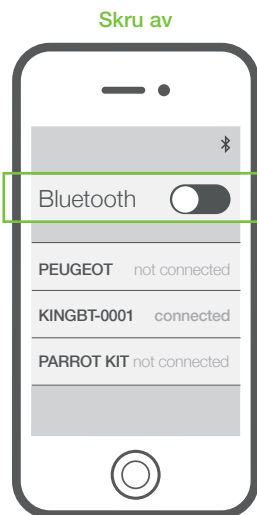 Skru av
Bluetooth
PEUGEOT not connected
KINGBT-0001 connected
PARROT KIT not connected